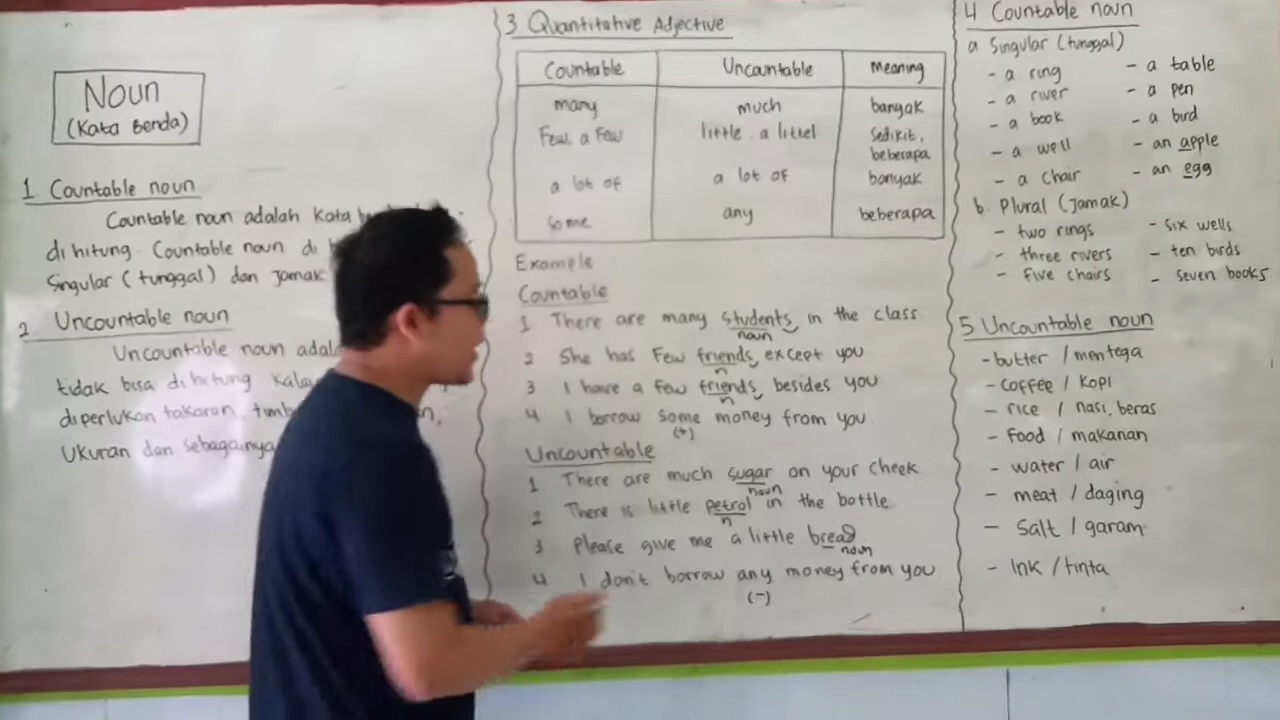 Noun
(Kata Benda)
1 Countable noun
Countable noun adalah kata
di hitung. Countable noun di
Singular (tunggal) dan jamak
2 Uncountable noun
Uncountable noun
tidak bisa di hitung
diperlukan takaran,
Ukuran dan sebagainya
3 Quantitative Adjective
Countable Uncountable Meaning
many much banyak
Few, a Few little, a littel sedikit, beberapa
a lot of a lot of banyak
some any beberapa
Example
Countable
1 There are many students in the class
noun
2 She has Few friends, except you
n
3 I have a few friends, besides you
n
4 I borrow some money from you
(+)
Uncountable
1 There are much sugar on your cheek
noun
2 There is little petrol in the bottle
n
3 Please give me a little bread
noun
4 I don't borrow any money from you
(-)
4 Countable noun
a Singular (tunggal)
- a ring - a table
- a river - a pen
- a book - a bird
- a well - an apple
- a chair - an egg
b. Plural (Jamak)
- two rings - six wells
- three rivers - ten birds
- five chairs - seven books
5 Uncountable noun
- butter / mentega
- coffee / kopi
- rice / nasi, beras
- food / makanan
- water / air
- meat / daging
- salt / garam
- Ink / tinta